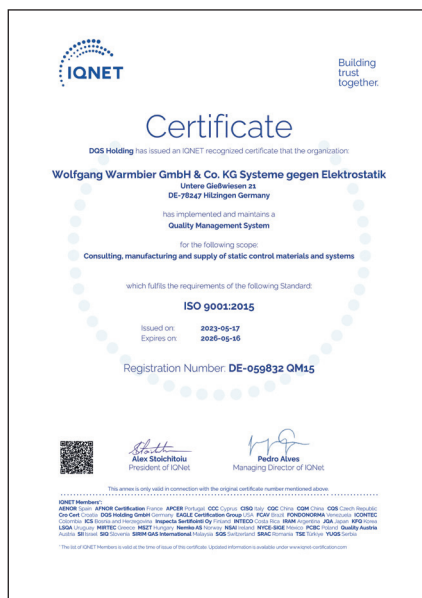 IQNET
Building
trust
together.
Certificate
DQS Holding has issued an IQNET recognized certificate that the organization:
Wolfgang Warmbier GmbH & Co. KG Systeme gegen Elektrostatik
Untere Gießwiesen 21
DE-78247 Hilzingen Germany
has implemented and maintains a
Quality Management System
for the following scope:
Consulting, manufacturing and supply of static control materials and systems
which fulfils the requirements of the following Standard:
ISO 9001:2015
Issued on: 2023-05-17
Expires on: 2026-05-16
Registration Number: DE-059832 QM15
Alex Stoichitoiu
President of IQNet
Pedro Alves
Managing Director of IQNet
This annex is only valid in connection with the original certificate number mentioned above.
IQNET Members*:
AENOR Spain AFNOR Certification France APCER Portugal CCC Cyprus CISQ Italy CQC China CQM China CQS Czech Republic
Cro Cert Croatia DQS Holding GmbH Germany EAGLE Certification Group USA FCAV Brazil FONDONORMA Venezuela ICONTEC
Colombia ICS Bosnia and Herzegovina Inspecta Sertifiointi Oy Finland INTECO Costa Rica IRAM Argentina JQA Japan KFQ Korea
LSQA Uruguay MIRTEC Greece MSZT Hungary Nemko AS Norway NSAI Ireland NYCE-SIGE México PCBC Poland Quality Austria
Austria SII Israel SIQ Slovenia SIRIM QAS International Malaysia SQS Switzerland SRAC Romania TSE Türkiye YUQS Serbia
* The list of IQNET Members is valid at the time of issue of this certificate. Updated information is available under www.iqnet-certification.com